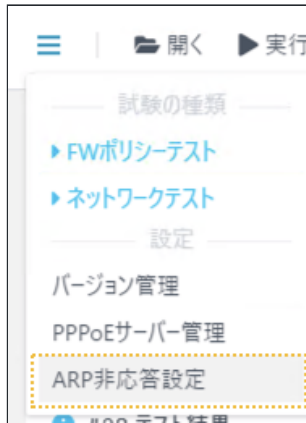 開く ▶実行
試験の種類
FWポリシーテスト
ネットワークテスト
設定
バージョン管理
PPPoEサーバー管理
ARP非応答設定